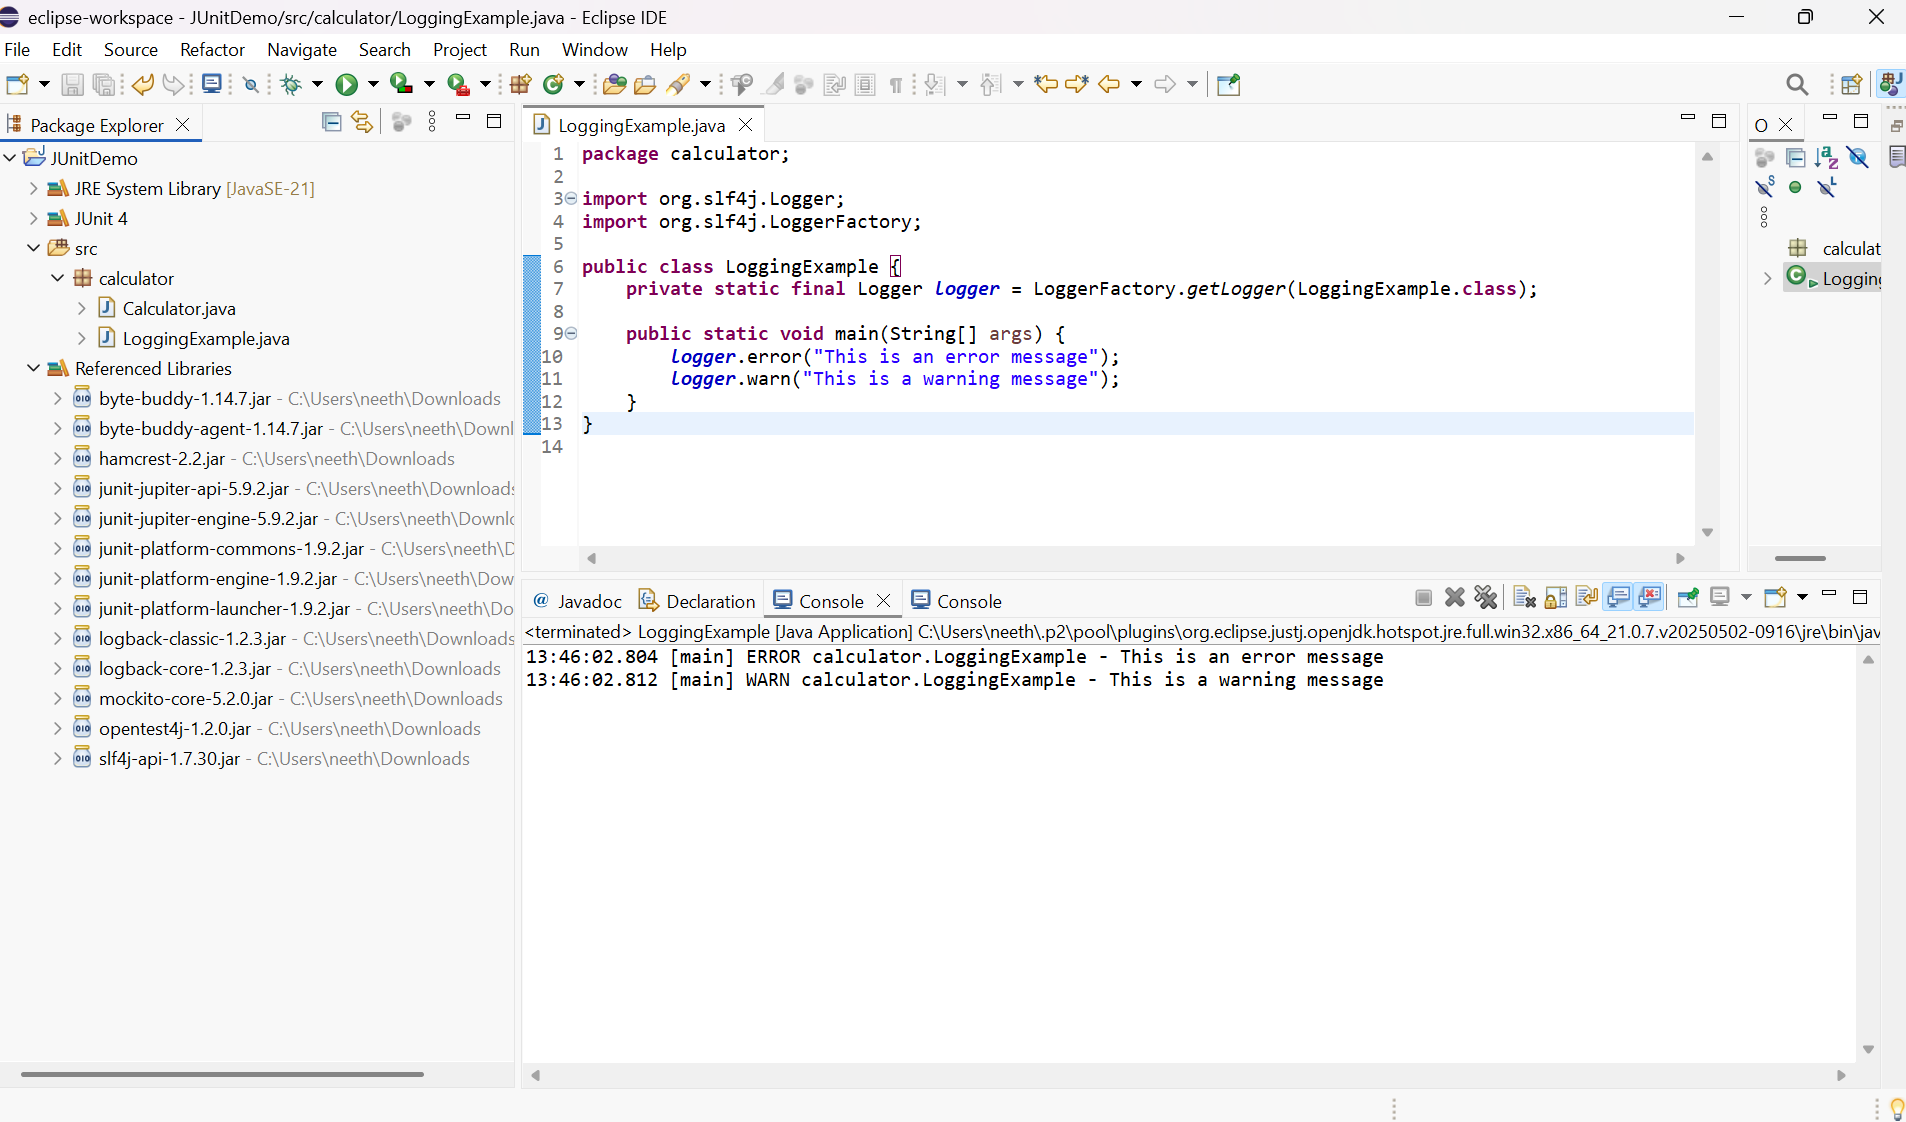 eclipse-workspace - JUnitDemo/src/calculator/LoggingExample.java - Eclipse IDE
File Edit Source Refactor Navigate Search Project Run Window Help
Package Explorer
JUnitDemo
JRE System Library [JavaSE-21]
JUnit 4
src
calculator
Calculator.java
LoggingExample.java
Referenced Libraries
byte-buddy-1.14.7.jar - C:\Users\neeth\Downloads
byte-buddy-agent-1.14.7.jar - C:\Users\neeth\Downl
hamcrest-2.2.jar - C:\Users\neeth\Downloads
junit-jupiter-api-5.9.2.jar - C:\Users\neeth\Downloads
junit-jupiter-engine-5.9.2.jar - C:\Users\neeth\Downlo
junit-platform-commons-1.9.2.jar - C:\Users\neeth\D
junit-platform-engine-1.9.2.jar - C:\Users\neeth\Dow
junit-platform-launcher-1.9.2.jar - C:\Users\neeth\Do
logback-classic-1.2.3.jar - C:\Users\neeth\Downloads
logback-core-1.2.3.jar - C:\Users\neeth\Downloads
mockito-core-5.2.0.jar - C:\Users\neeth\Downloads
opentest4j-1.2.0.jar - C:\Users\neeth\Downloads
slf4j-api-1.7.30.jar - C:\Users\neeth\Downloads
LoggingExample.java
1 package calculator;
2
3 import org.slf4j.Logger;
4 import org.slf4j.LoggerFactory;
5
6 public class LoggingExample {
7     private static final Logger logger = LoggerFactory.getLogger(LoggingExample.class);
8
9     public static void main(String[] args) {
10         logger.error("This is an error message");
11         logger.warn("This is a warning message");
12     }
13 }
14
O
calculat
Logging
@ Javadoc Declaration Console Console
<terminated> LoggingExample [Java Application] C:\Users\neeth\.p2\pool\plugins\org.eclipse.justj.openjdk.hotspot.jre.full.win32.x86_64_21.0.7.v20250502-0916\jre\bin\jav
13:46:02.804 [main] ERROR calculator.LoggingExample - This is an error message
13:46:02.812 [main] WARN calculator.LoggingExample - This is a warning message